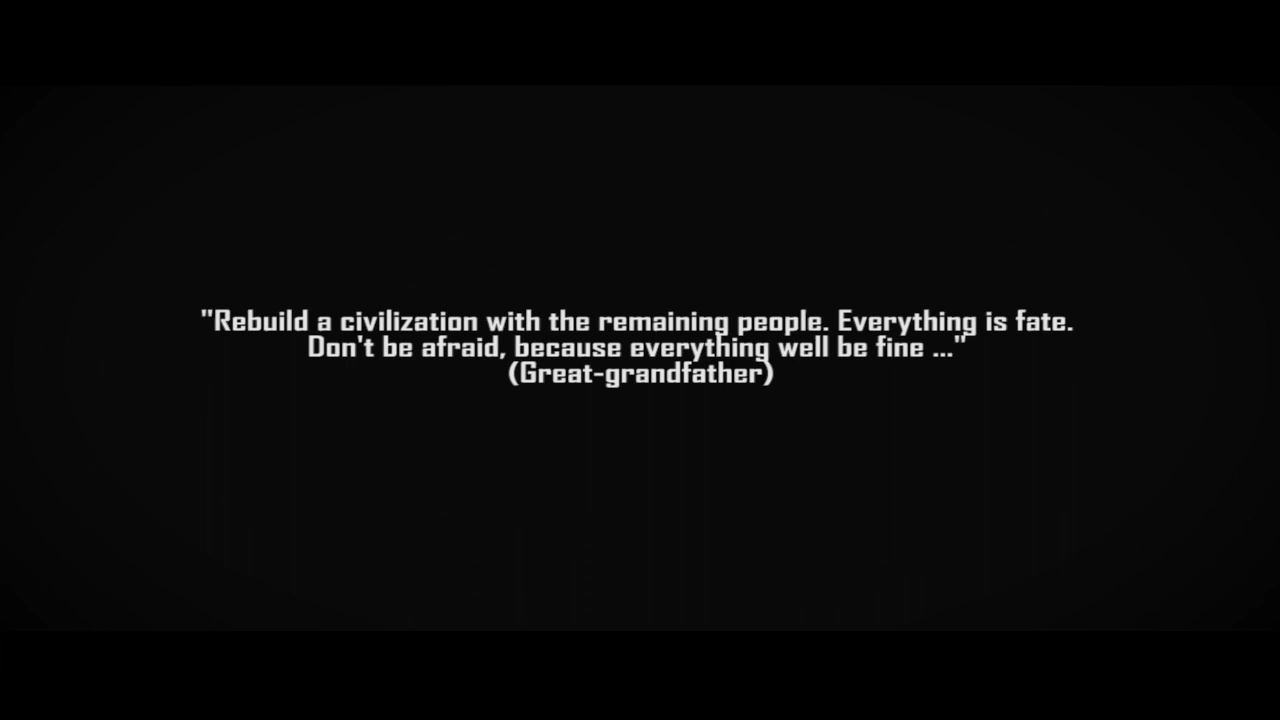 "Rebuild a civilization with the remaining people. Everything is fate.
Don't be afraid, because everything well be fine ..."
(Great-grandfather)